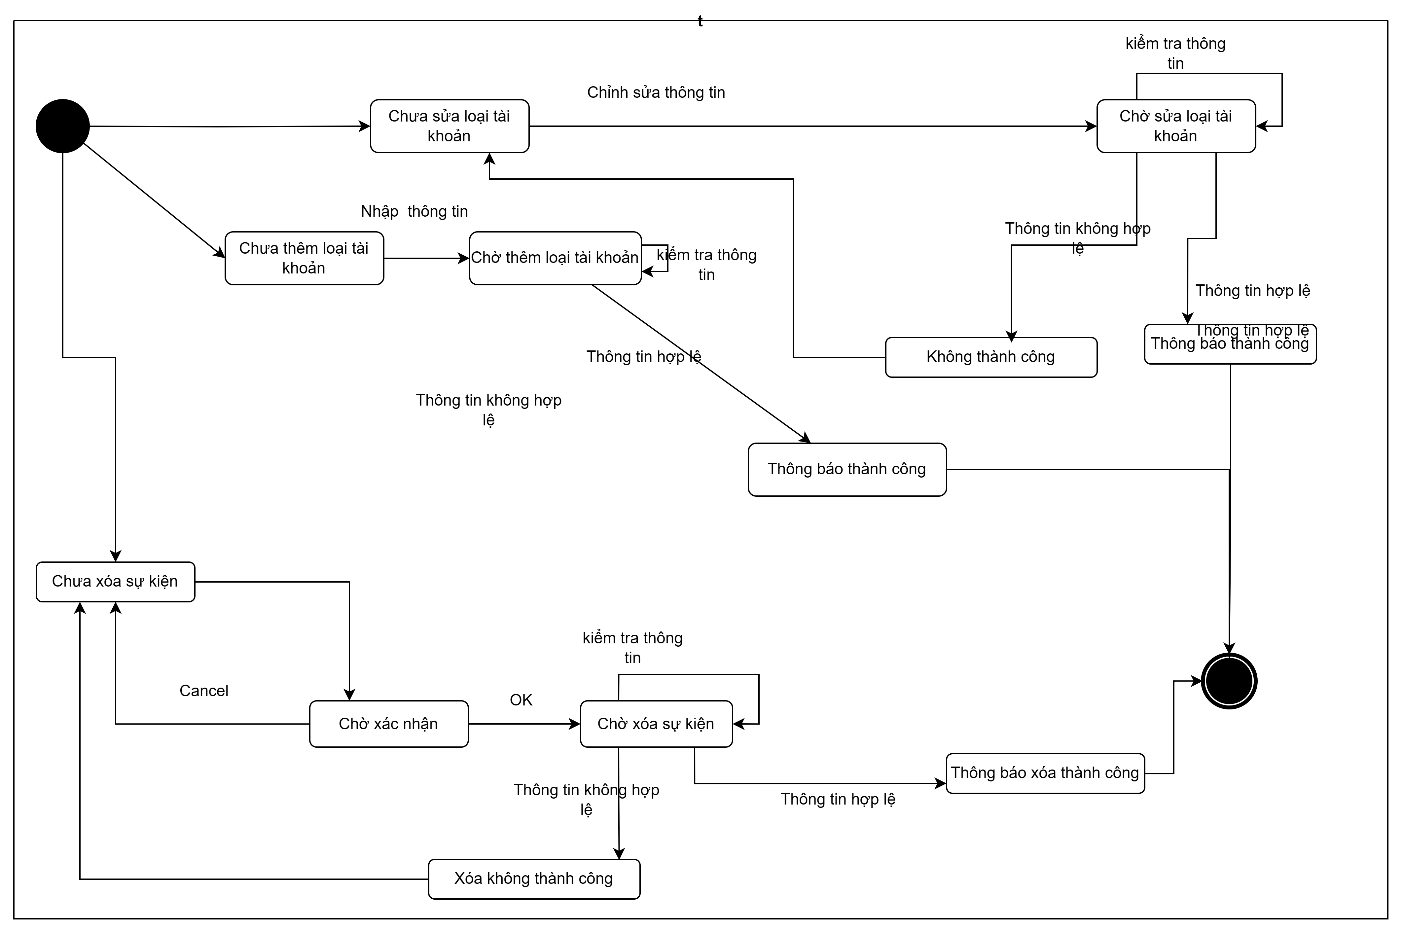 t
kiểm tra thông
tin
Chỉnh sửa thông tin
Chưa sửa loại tài
khoản
Chờ sửa loại tài
khoản
Nhập thông tin
Thông tin không hợp
lệ
Chưa thêm loại tài
khoản
Chờ thêm loại tài khoản
kiểm tra thông
tin
Thông tin hợp lệ
Thông tin hợp lệ
Thông báo thành công
Không thành công
Thông tin hợp lệ
Thông tin không hợp
lệ
Thông báo thành công
Chưa xóa sự kiện
kiểm tra thông
tin
Cancel
OK
Chờ xác nhận
Chờ xóa sự kiện
Thông báo xóa thành công
Thông tin không hợp
lệ
Thông tin hợp lệ
Xóa không thành công